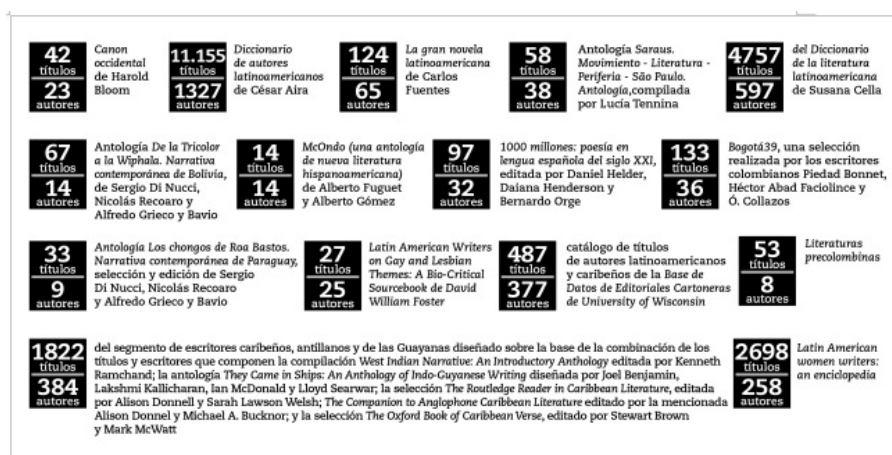 42
títulos
23
autores
Canon
occidental
de Harold
Bloom
11.155
títulos
1327
autores
Diccionario
de autores
latinoamericanos
de César Aira
124
títulos
65
autores
La gran novela
latinoamericana
de Carlos
Fuentes
58
títulos
38
autores
Antología Saraus.
Movimiento - Literatura -
Periferia - São Paulo.
Antología,compilada
por Lucía Tennina
4757
títulos
597
autores
del Diccionario
de la literatura
latinoamericana
de Susana Cella
67
títulos
14
autores
Antología De la Tricolor
a la Wiphala. Narrativa
contemporánea de Bolivia,
de Sergio Di Nucci,
Nicolás Recoaro y
Alfredo Grieco y Bavio
14
títulos
14
autores
McOndo (una antología
de nueva literatura
hispanoamericana)
de Alberto Fuguet
y Alberto Gómez
97
títulos
32
autores
1000 millones: poesía en
lengua española del siglo XXI,
editada por Daniel Helder,
Daiana Henderson y
Bernardo Orge
133
títulos
36
autores
Bogotá39, una selección
realizada por los escritores
colombianos Piedad Bonnet,
Héctor Abad Faciolince y
Ó. Collazos
33
títulos
9
autores
Antología Los chongos de Roa Bastos.
Narrativa contemporánea de Paraguay,
selección y edición de Sergio
Di Nucci, Nicolás Recoaro
y Alfredo Grieco y Bavio
27
títulos
25
autores
Latin American Writers
on Gay and Lesbian
Themes: A Bio-Critical
Sourcebook de David
William Foster
487
títulos
377
autores
catálogo de títulos
de autores latinoamericanos
y caribeños de la Base de
Datos de Editoriales Cartoneras
de University of Wisconsin
53
títulos
8
autores
Literaturas
precolombinas
1822
títulos
384
autores
del segmento de escritores caribeños, antillanos y de las Guayanas diseñado sobre la base de la combinación de los
títulos y escritores que componen la compilación West Indian Narrative: An Introductory Anthology editada por Kenneth
Ramchand; la antología They Came in Ships: An Anthology of Indo-Guyanese Writing diseñada por Joel Benjamin,
Lakshmi Kallicharan, Ian McDonald y Lloyd Searwar; la selección The Routledge Reader in Caribbean Literature, editada
por Alison Donnell y Sarah Lawson Welsh; The Companion to Anglophone Caribbean Literature editado por la mencionada
Alison Donnel y Michael A. Bucknor; y la selección The Oxford Book of Caribbean Verse, editado por Stewart Brown
y Mark McWatt
2698
títulos
258
autores
Latin American
women writers:
an enciclopedia